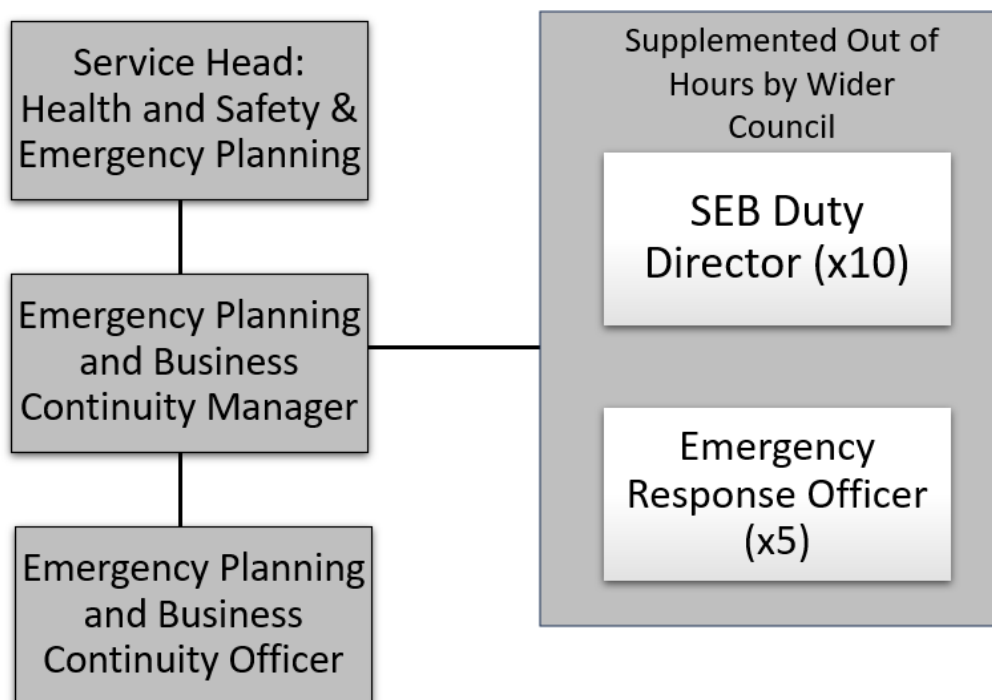 Service Head:
Health and Safety &
Emergency Planning
Emergency Planning
and Business
Continuity Manager
Emergency Planning
and Business
Continuity Officer
Supplemented Out of
Hours by Wider
Council
SEB Duty
Director (x10)
Emergency
Response Officer
(x5)